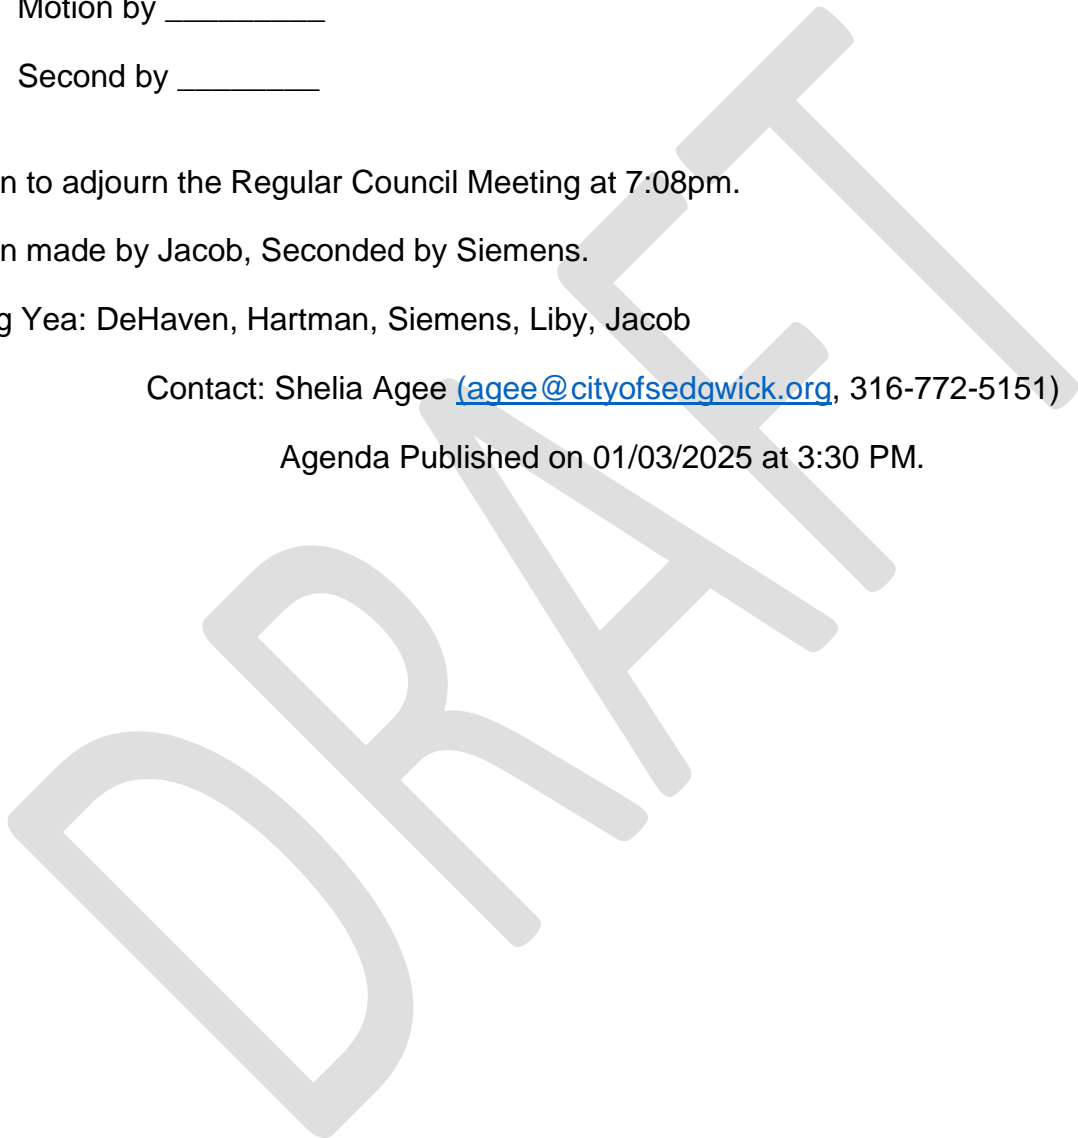 Motion by _________
Second by ________
n to adjourn the Regular Council Meeting at 7:08pm.
n made by Jacob, Seconded by Siemens.
g Yea: DeHaven, Hartman, Siemens, Liby, Jacob
Contact: Shelia Agee (agee@cityofsedgwick.org, 316-772-5151)
Agenda Published on 01/03/2025 at 3:30 PM.
DRAFT